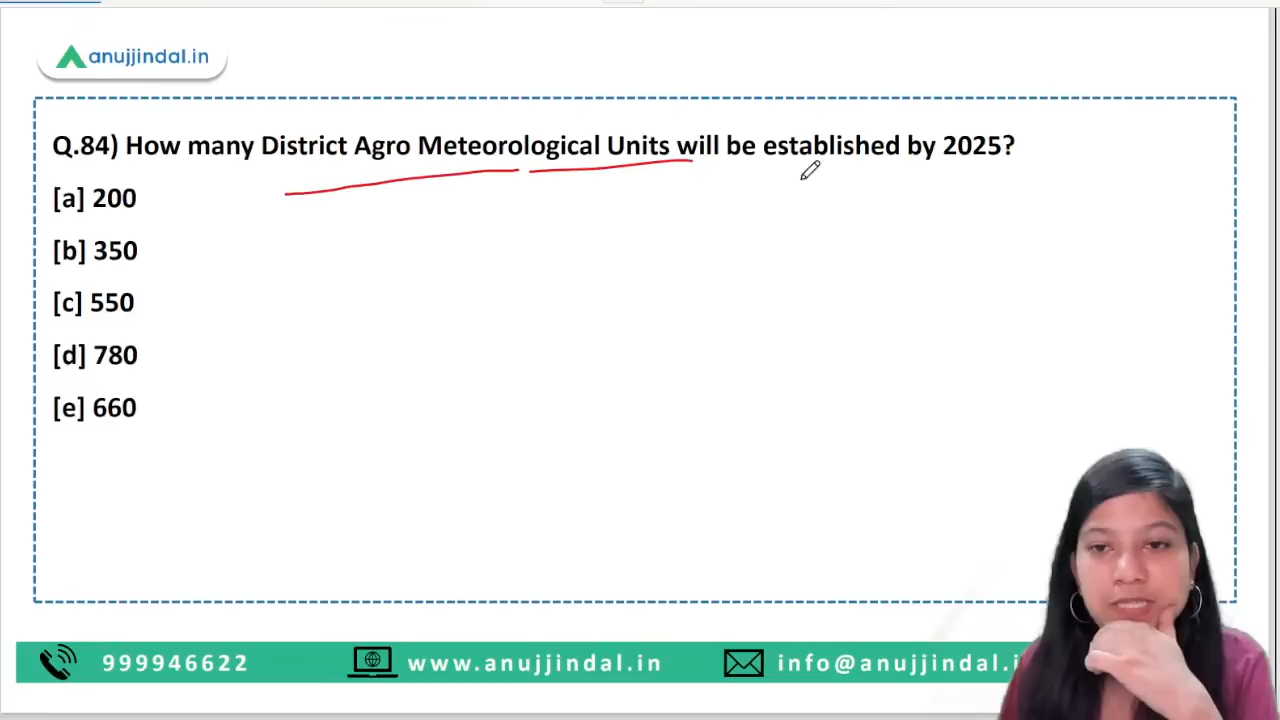 anujjindal.in
Q.84) How many District Agro Meteorological Units will be established by 2025?
[a] 200
[b] 350
[c] 550
[d] 780
[e] 660
999946622
www.anujjindal.in
info@anujjindal.i